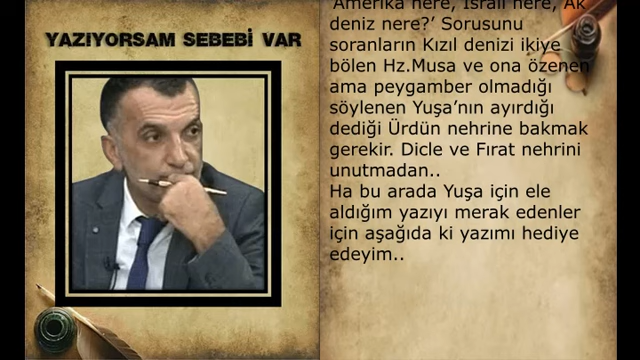 YAZIYORSAM SEBEBİ VAR
'Amerika nere, İsrail nere, Ak
deniz nere?' Sorusunu
soranların Kızıl denizi ikiye
bölen Hz.Musa ve ona özenen
ama peygamber olmadığı
söylenen Yuşa'nın ayırdığı
dediği Ürdün nehrine bakmak
gerekir. Dicle ve Fırat nehrini
unutmadan..
Ha bu arada Yuşa için ele
aldığım yazıyı merak edenler
için aşağıda ki yazımı hediye
edeyim..